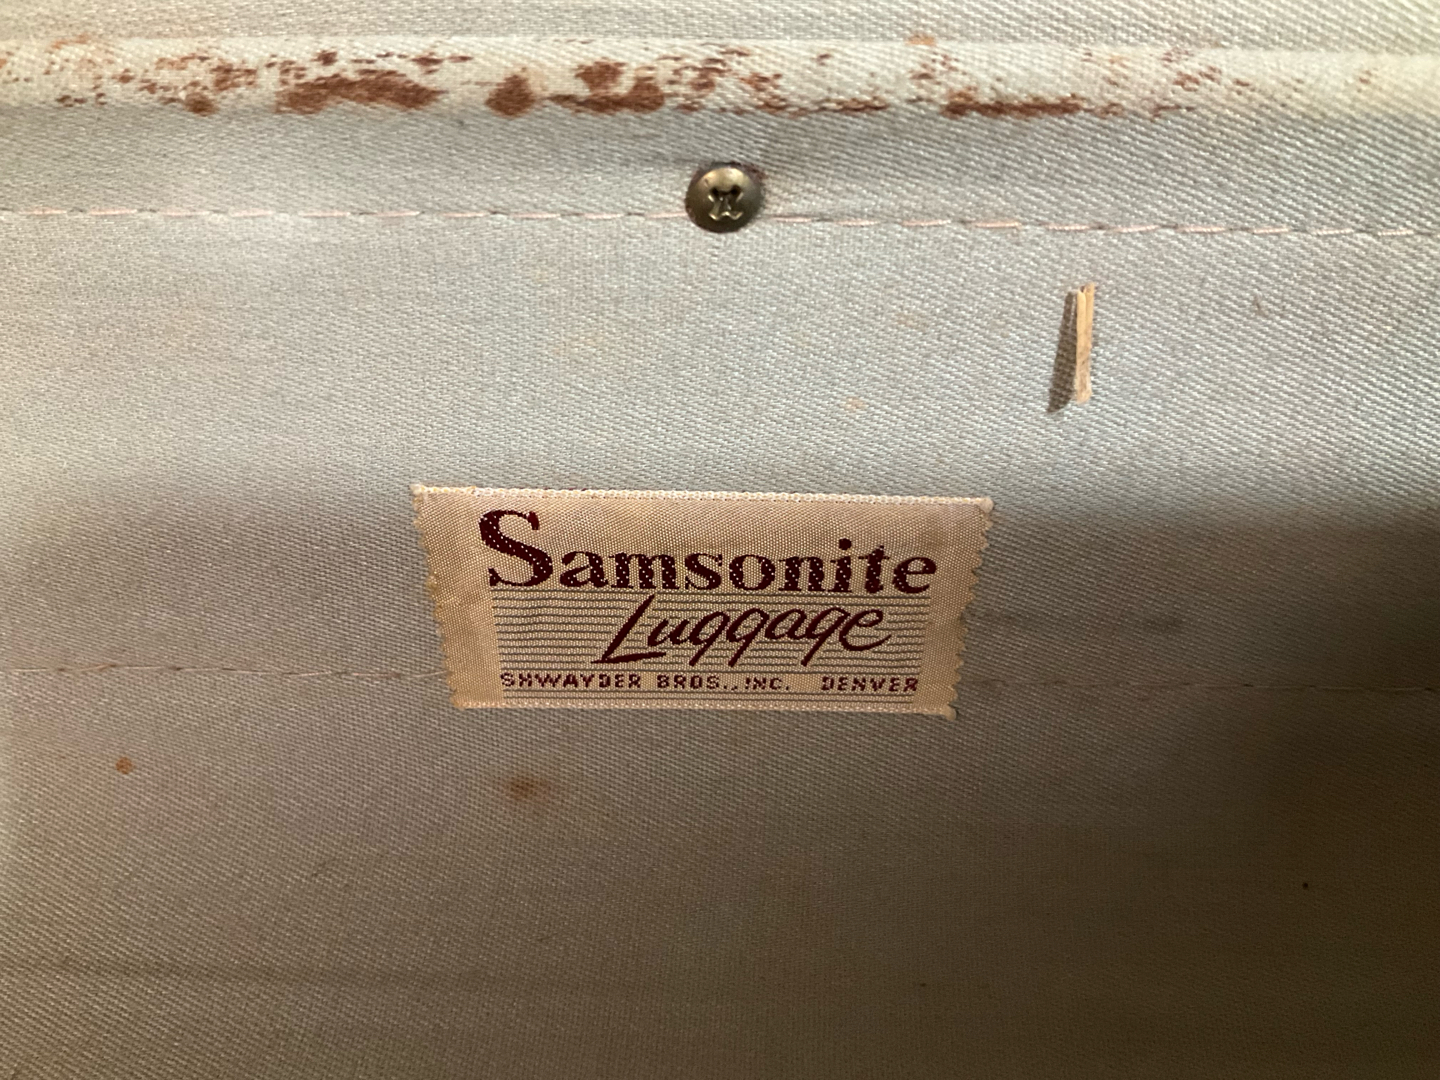 Samsonite
Luggage
SHWAYDER BROS., INC. DENVER